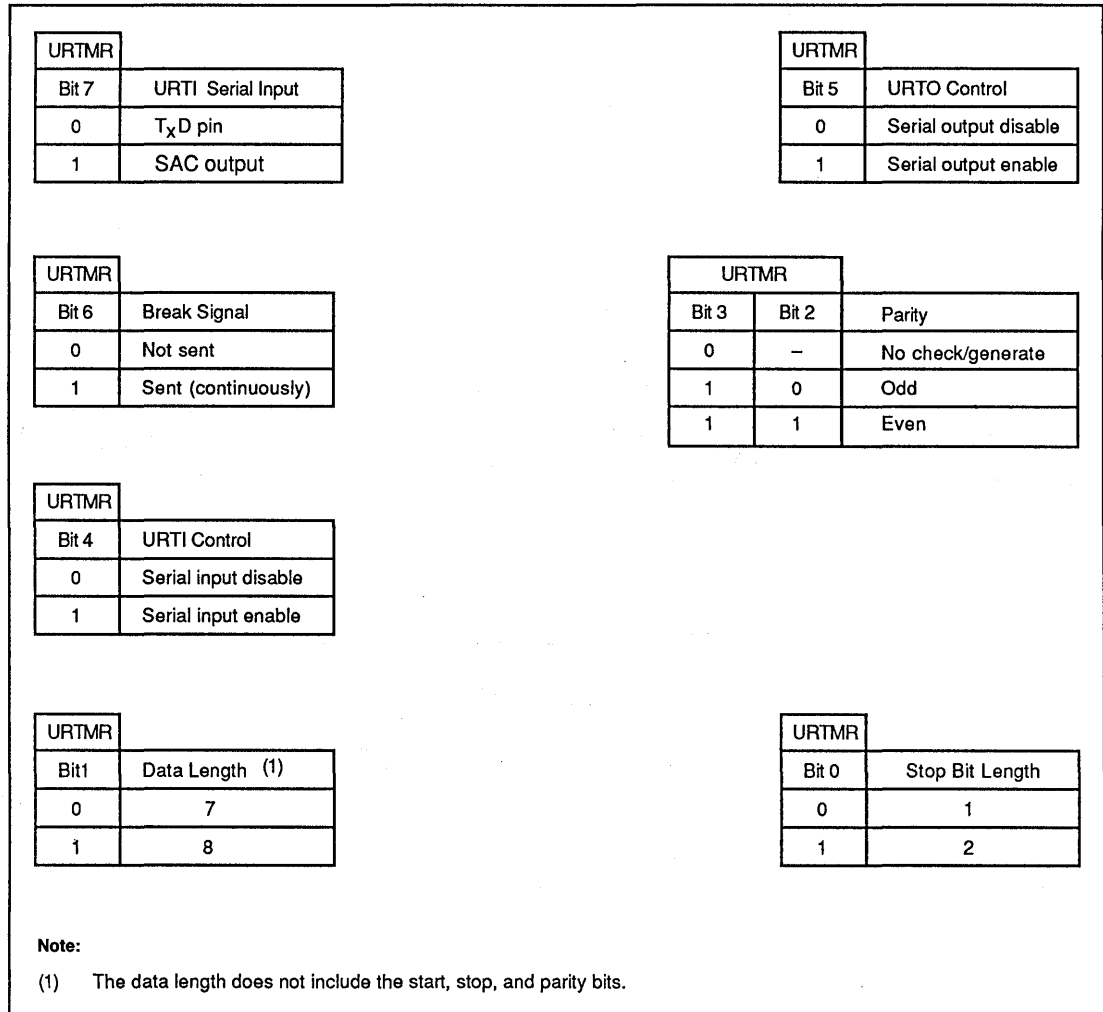 URTMR
Bit 7 URTI Serial Input
0 TxD pin
1 SAC output
URTMR
Bit 5 URTO Control
0 Serial output disable
1 Serial output enable
URTMR
Bit 6 Break Signal
0 Not sent
1 Sent (continuously)
URTMR
Bit 3 Bit 2 Parity
0 – No check/generate
1 0 Odd
1 1 Even
URTMR
Bit 4 URTI Control
0 Serial input disable
1 Serial input enable
URTMR
Bit1 Data Length (1)
0 7
1 8
URTMR
Bit 0 Stop Bit Length
0 1
1 2
Note:
(1) The data length does not include the start, stop, and parity bits.